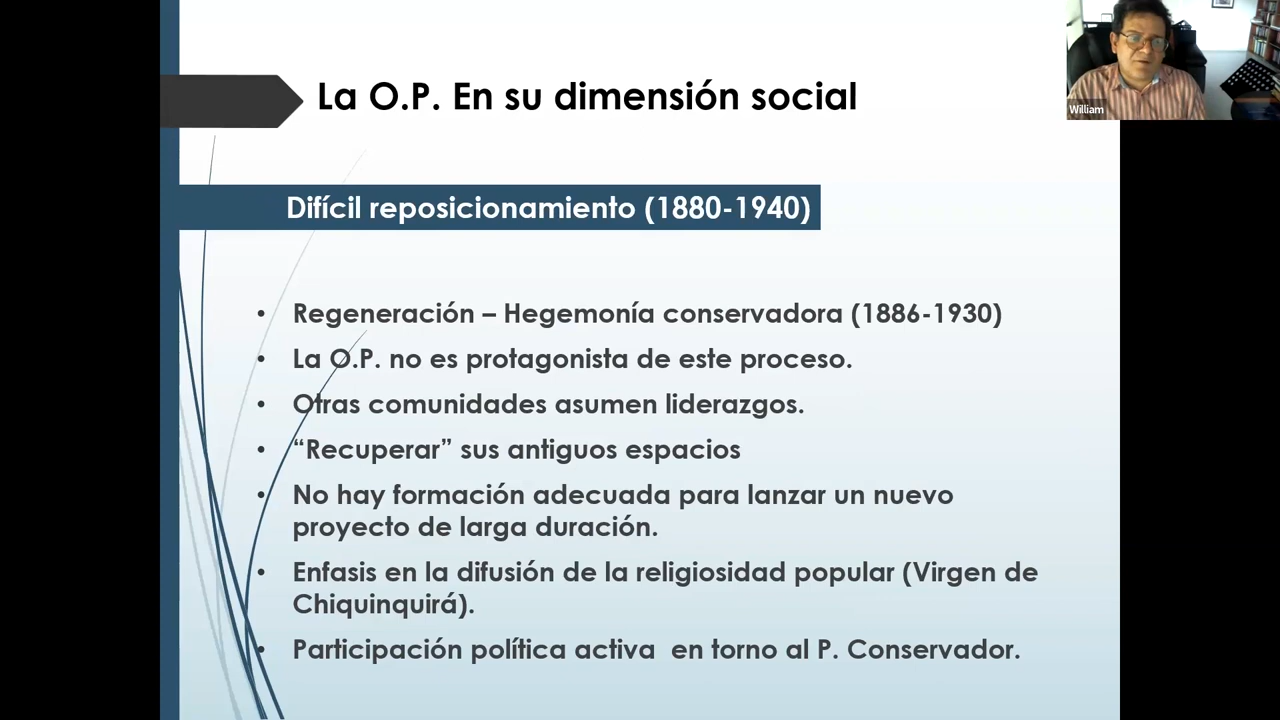 La O.P. En su dimensión social
William
Difícil reposicionamiento (1880-1940)
• Regeneración – Hegemonía conservadora (1886-1930)
• La O.P. no es protagonista de este proceso.
• Otras comunidades asumen liderazgos.
• “Recuperar” sus antiguos espacios
• No hay formación adecuada para lanzar un nuevo
proyecto de larga duración.
• Enfasis en la difusión de la religiosidad popular (Virgen de
Chiquinquirá).
• Participación política activa en torno al P. Conservador.